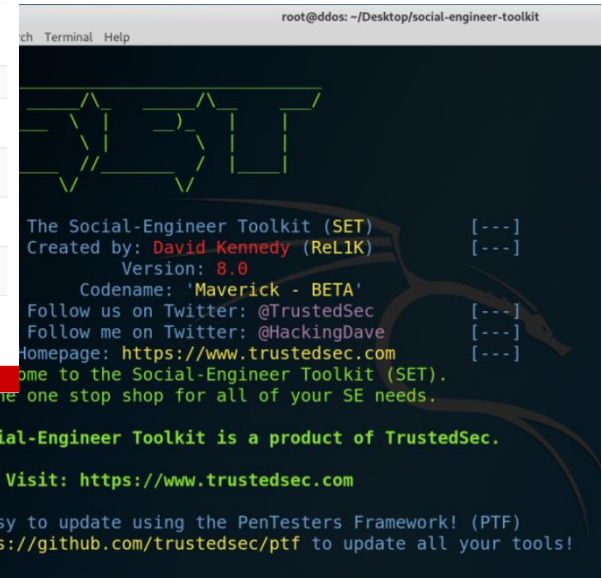 root@ddos: ~/Desktop/social-engineer-toolkit
ch Terminal Help
The Social-Engineer Toolkit (SET) [---]
Created by: David Kennedy (ReL1K) [---]
Version: 8.0
Codename: 'Maverick - BETA'
Follow us on Twitter: @TrustedSec [---]
Follow me on Twitter: @HackingDave [---]
Homepage: https://www.trustedsec.com [---]
ome to the Social-Engineer Toolkit (SET).
e one stop shop for all of your SE needs.
ial-Engineer Toolkit is a product of TrustedSec.
Visit: https://www.trustedsec.com
sy to update using the PenTesters Framework! (PTF)
s://github.com/trustedsec/ptf to update all your tools!